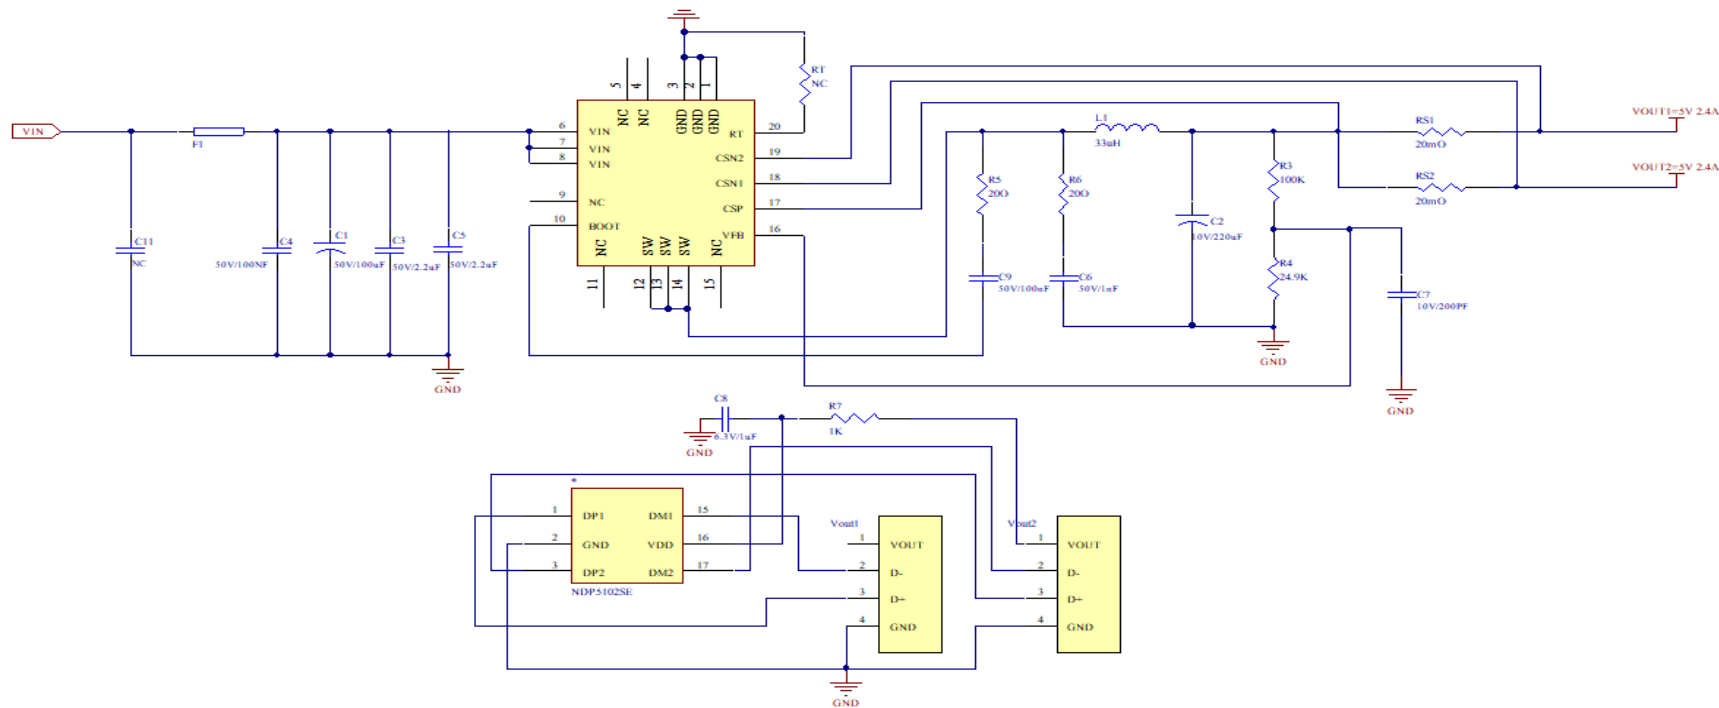 VIN
F1
C11
NC
C4
50V/100NF
C1
50V/100uF
C3
50V/2.2uF
C5
50V/2.2uF
GND
5
4
3
2
1
NC
NC
GND
GND
GND
6
VIN
7
VIN
8
VIN
9
NC
10
BOOT
RT
20
CSN2
19
CSN1
18
CSP
17
VFB
16
NC
SW
SW
SW
NC
11
12
13
14
15
RT
NC
R5
20Ω
R6
20Ω
C9
50V/100nF
C6
50V/1nF
L1
33uH
C2
10V/220uF
R3
100K
R4
24.9K
GND
RS1
20mΩ
RS2
20mΩ
VOUT1=5V 2.4A
VOUT2=5V 2.4A
C7
10V/200PF
GND
C8
6.3V/1uF
GND
R7
1K
*
1
DP1
DM1
15
2
GND
VDD
16
3
DP2
DM2
17
NDP5102SE
Vout1
1
VOUT
2
D-
3
D+
4
GND
Vout2
1
VOUT
2
D-
3
D+
4
GND
GND